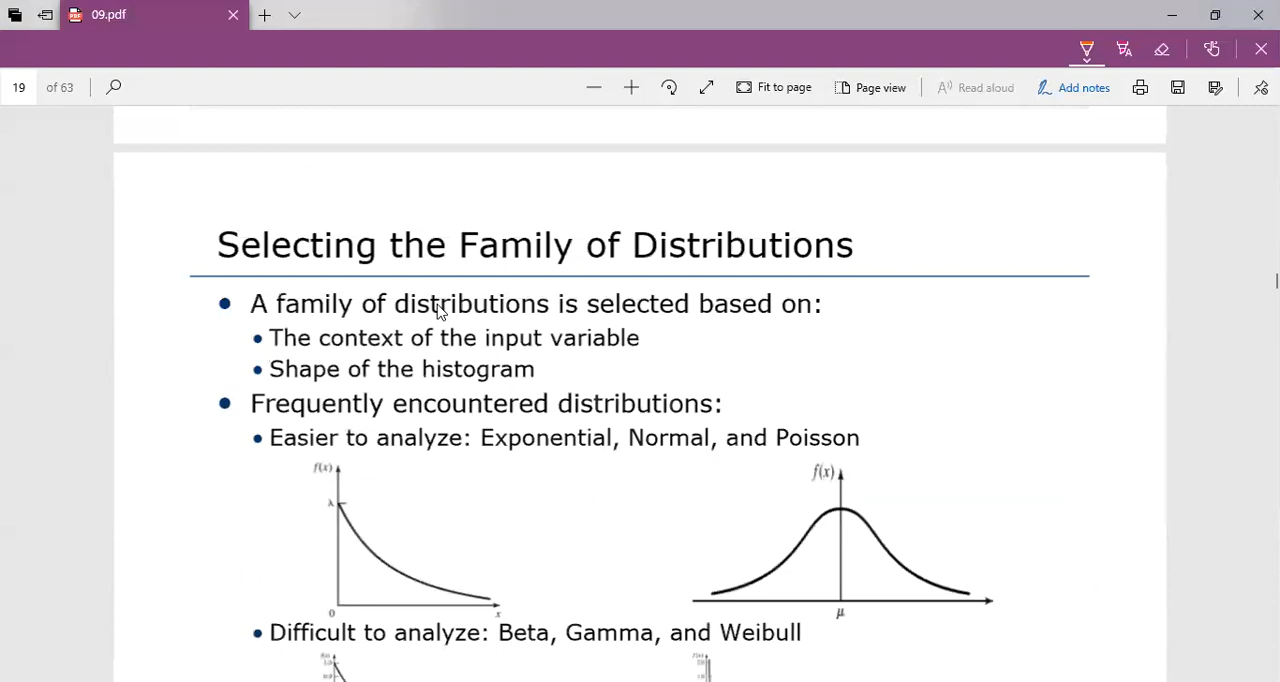 09.pdf
19 of 63
Fit to page
Page view
Read aloud
Add notes
Selecting the Family of Distributions
A family of distributions is selected based on:
The context of the input variable
Shape of the histogram
Frequently encountered distributions:
Easier to analyze: Exponential, Normal, and Poisson
f(x)
λ
0
x
f(x)
μ
Difficult to analyze: Beta, Gamma, and Weibull